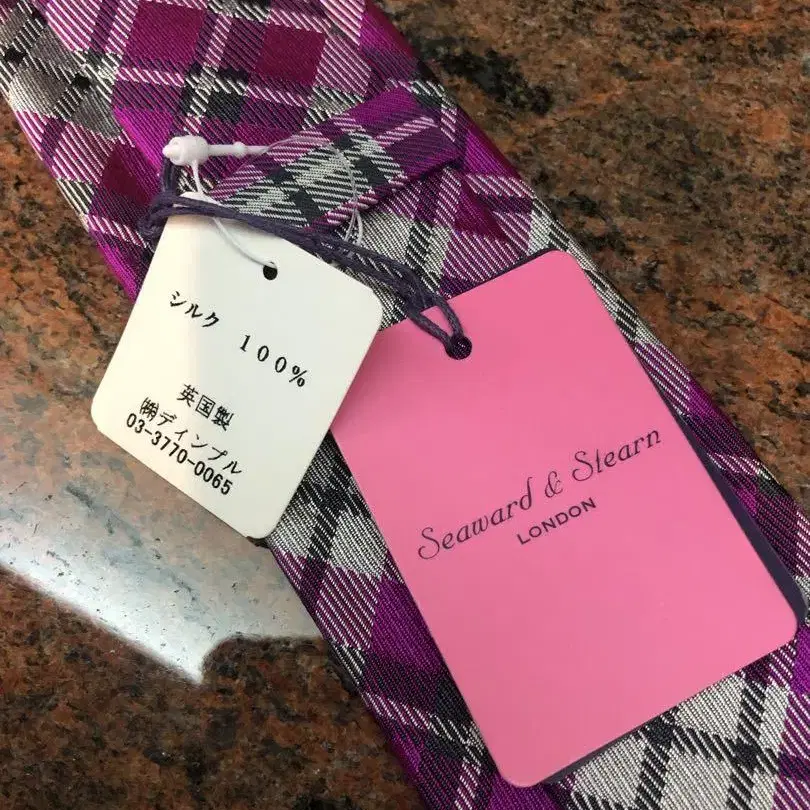 シルク 100%
英国製
㈱ディンプル
03-3770-0065
Seaward & Stearn
LONDON